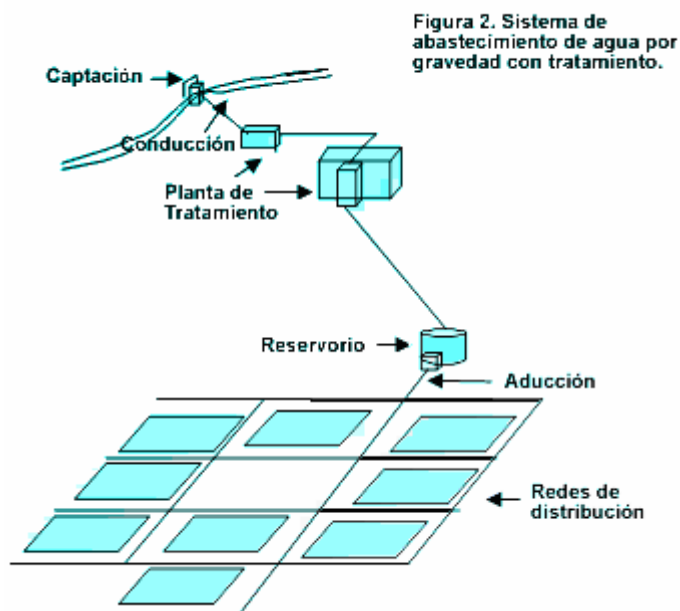 Figura 2. Sistema de
abastecimiento de agua por
gravedad con tratamiento.
Captación
Conducción
Planta de
Tratamiento
Reservorio
Aducción
Redes de
distribución